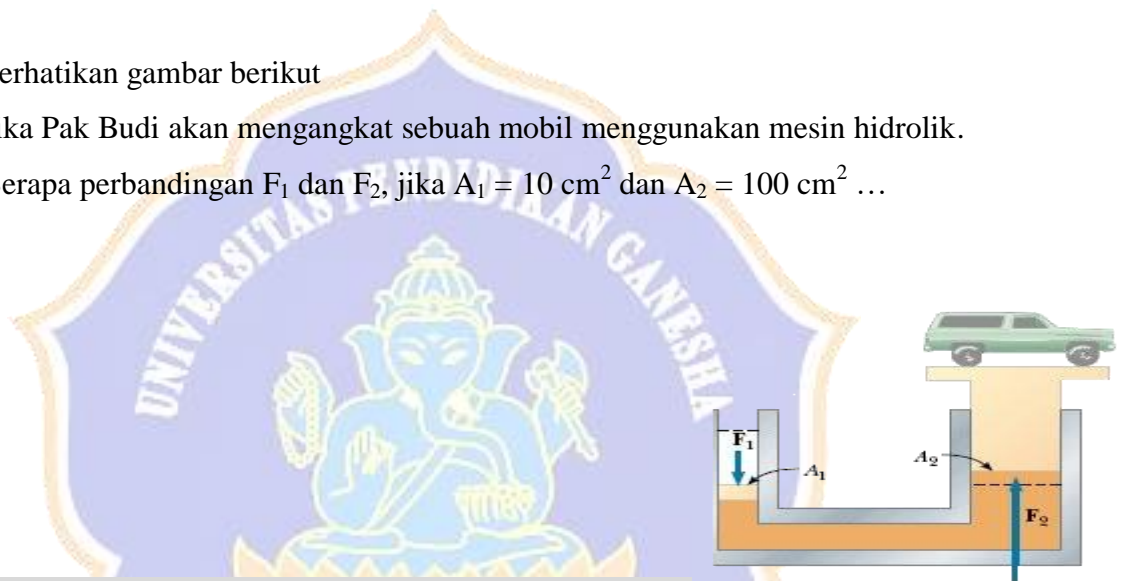 erhatikan gambar berikut
ika Pak Budi akan mengangkat sebuah mobil menggunakan mesin hidrolik.
erapa perbandingan F₁ dan F₂, jika A₁ = 10 cm² dan A₂ = 100 cm² …
UNIVERSITAS PENDIDIKAN GANESHA
F₁
A₁
A₂
F₂